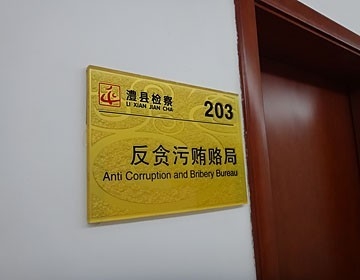 澧县检察
LI XIAN JIAN CHA
203
反贪污贿赂局
Anti Corruption and Bribery Bureau